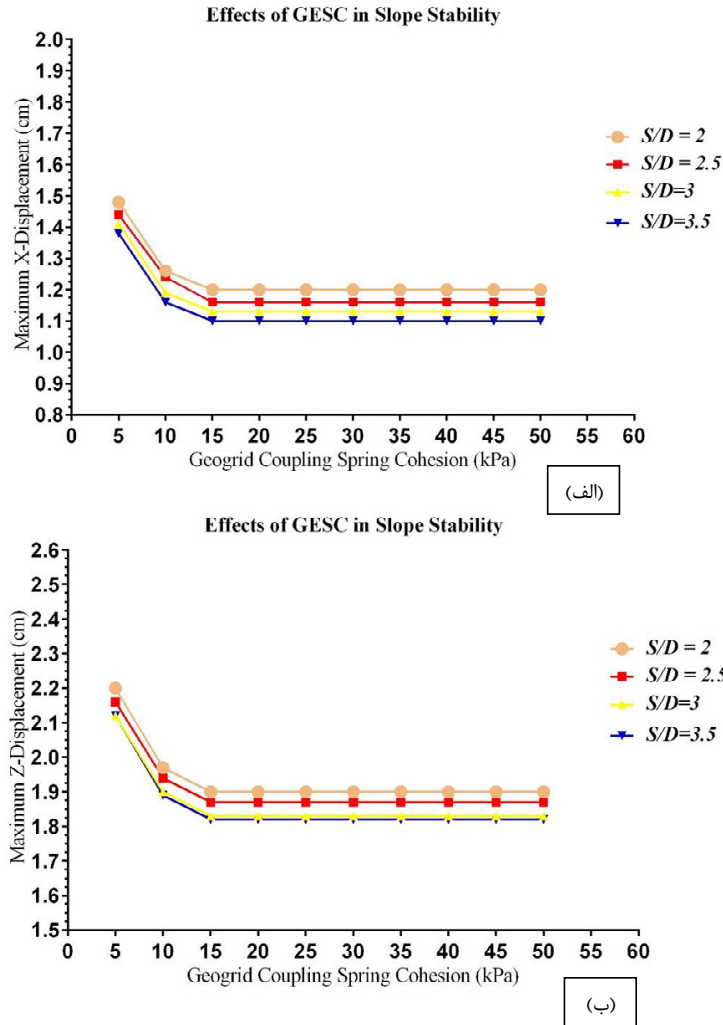 Effects of GESC in Slope Stability
2.0
1.9
1.8
1.7
1.6
1.5
1.4
1.3
1.2
1.1
1.0
0.9
0.8
Maximum X-Displacement (cm)
0 5 10 15 20 25 30 35 40 45 50 55 60
Geogrid Coupling Spring Cohesion (kPa)
S/D = 2
S/D = 2.5
S/D=3
S/D=3.5
(الف)
Effects of GESC in Slope Stability
2.6
2.5
2.4
2.3
2.2
2.1
2.0
1.9
1.8
1.7
1.6
1.5
Maximum Z-Displacement (cm)
0 5 10 15 20 25 30 35 40 45 50 55 60
Geogrid Coupling Spring Cohesion (kPa)
S/D = 2
S/D = 2.5
S/D=3
S/D=3.5
(ب)